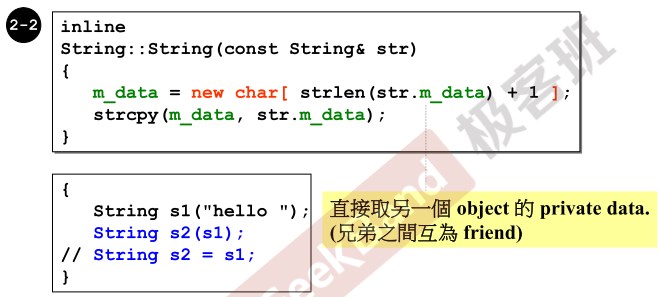 2-2
inline
String::String(const String& str)
{
   m_data = new char[ strlen(str.m_data) + 1 ];
   strcpy(m_data, str.m_data);
}
{
   String s1("hello ");
   String s2(s1);
// String s2 = s1;
}
直接取另一個 object 的 private data.
(兄弟之間互為 friend)
GeekBand 极客班